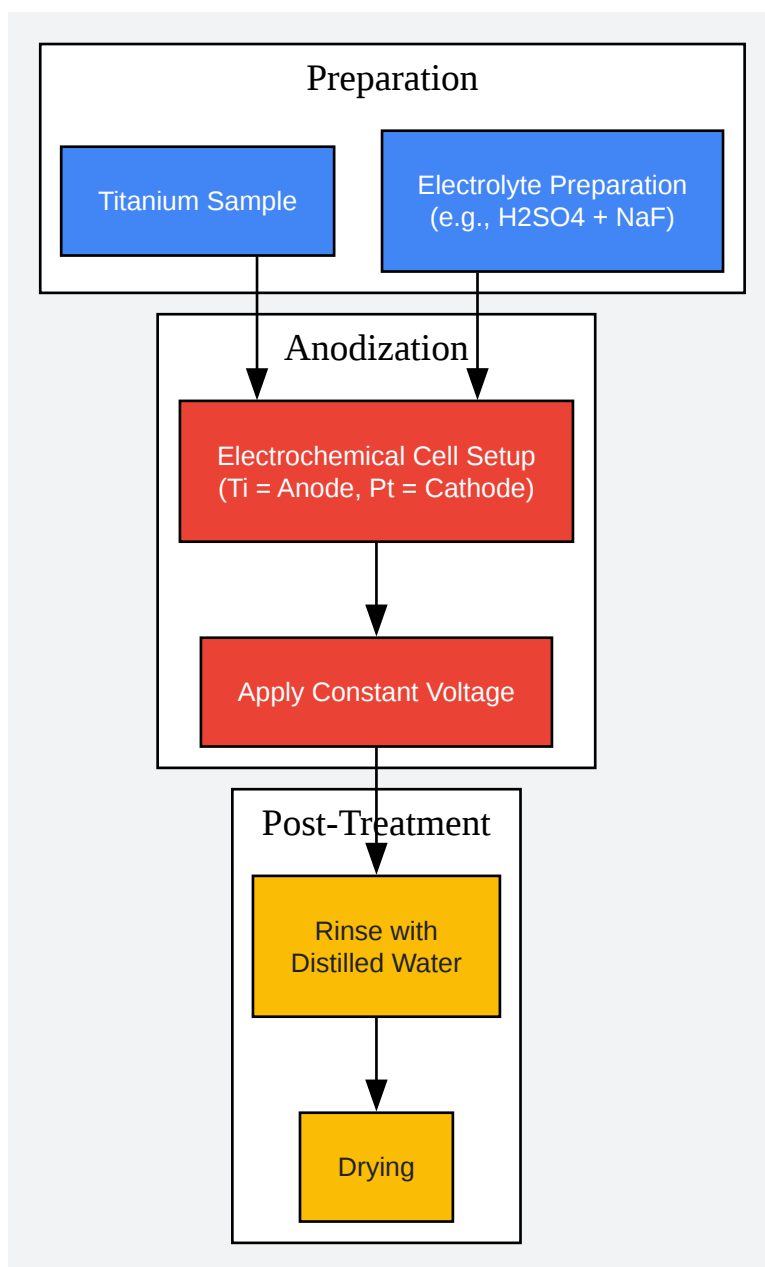 Preparation
Titanium Sample
Electrolyte Preparation
(e.g., H2SO4 + NaF)
Anodization
Electrochemical Cell Setup
(Ti = Anode, Pt = Cathode)
Apply Constant Voltage
Post-Treatment
Rinse with
Distilled Water
Drying